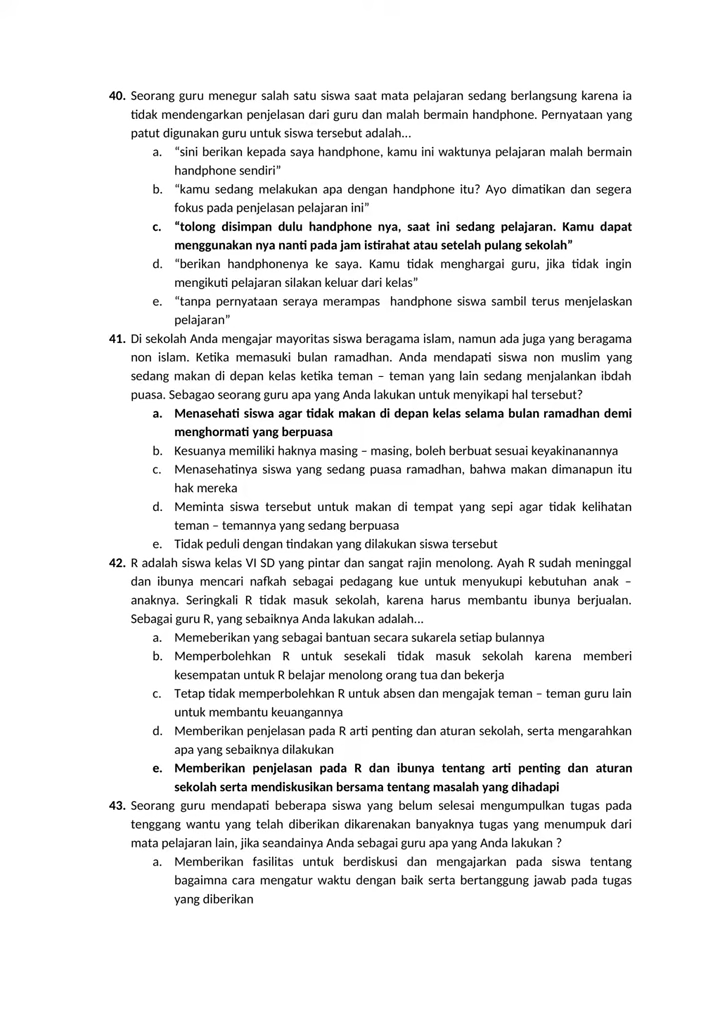 40. Seorang guru menegur salah satu siswa saat mata pelajaran sedang berlangsung karena ia
tidak mendengarkan penjelasan dari guru dan malah bermain handphone. Pernyataan yang
patut digunakan guru untuk siswa tersebut adalah...
a. “sini berikan kepada saya handphone, kamu ini waktunya pelajaran malah bermain
handphone sendiri”
b. “kamu sedang melakukan apa dengan handphone itu? Ayo dimatikan dan segera
fokus pada penjelasan pelajaran ini”
c. “tolong disimpan dulu handphone nya, saat ini sedang pelajaran. Kamu dapat
menggunakan nya nanti pada jam istirahat atau setelah pulang sekolah”
d. “berikan handphonenya ke saya. Kamu tidak menghargai guru, jika tidak ingin
mengikuti pelajaran silakan keluar dari kelas”
e. “tanpa pernyataan seraya merampas handphone siswa sambil terus menjelaskan
pelajaran”
41. Di sekolah Anda mengajar mayoritas siswa beragama islam, namun ada juga yang beragama
non islam. Ketika memasuki bulan ramadhan. Anda mendapati siswa non muslim yang
sedang makan di depan kelas ketika teman – teman yang lain sedang menjalankan ibdah
puasa. Sebagao seorang guru apa yang Anda lakukan untuk menyikapi hal tersebut?
a. Menasehati siswa agar tidak makan di depan kelas selama bulan ramadhan demi
menghormati yang berpuasa
b. Kesuanya memiliki haknya masing – masing, boleh berbuat sesuai keyakinanannya
c. Menasehatinya siswa yang sedang puasa ramadhan, bahwa makan dimanapun itu
hak mereka
d. Meminta siswa tersebut untuk makan di tempat yang sepi agar tidak kelihatan
teman – temannya yang sedang berpuasa
e. Tidak peduli dengan tindakan yang dilakukan siswa tersebut
42. R adalah siswa kelas VI SD yang pintar dan sangat rajin menolong. Ayah R sudah meninggal
dan ibunya mencari nafkah sebagai pedagang kue untuk menyukupi kebutuhan anak –
anaknya. Seringkali R tidak masuk sekolah, karena harus membantu ibunya berjualan.
Sebagai guru R, yang sebaiknya Anda lakukan adalah...
a. Memeberikan yang sebagai bantuan secara sukarela setiap bulannya
b. Memperbolehkan R untuk sesekali tidak masuk sekolah karena memberi
kesempatan untuk R belajar menolong orang tua dan bekerja
c. Tetap tidak memperbolehkan R untuk absen dan mengajak teman – teman guru lain
untuk membantu keuangannya
d. Memberikan penjelasan pada R arti penting dan aturan sekolah, serta mengarahkan
apa yang sebaiknya dilakukan
e. Memberikan penjelasan pada R dan ibunya tentang arti penting dan aturan
sekolah serta mendiskusikan bersama tentang masalah yang dihadapi
43. Seorang guru mendapati beberapa siswa yang belum selesai mengumpulkan tugas pada
tenggang wantu yang telah diberikan dikarenakan banyaknya tugas yang menumpuk dari
mata pelajaran lain, jika seandainya Anda sebagai guru apa yang Anda lakukan ?
a. Memberikan fasilitas untuk berdiskusi dan mengajarkan pada siswa tentang
bagaimna cara mengatur waktu dengan baik serta bertanggung jawab pada tugas
yang diberikan